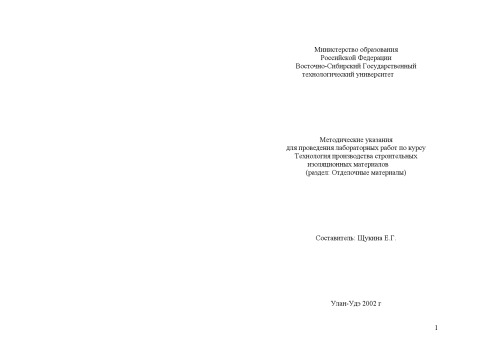 Министерство образования
Российской Федерации
Восточно-Сибирский Государственный
технологический университет
Методические указания
для проведения лабораторных работ по курсу
Технология производства строительных
изоляционных материалов
(раздел: Отделочные материалы)
Составитель: Щукина Е.Г.
Улан-Удэ 2002 г
1